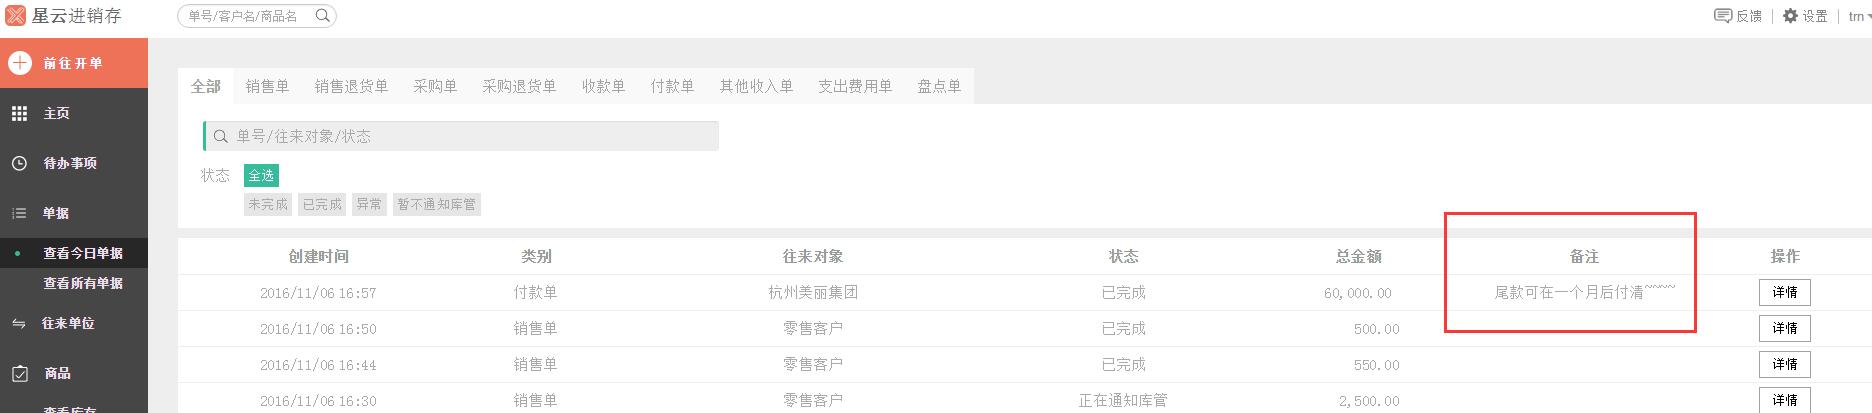 星云进销存
单号/客户名/商品名
反馈
设置
trn
前往开单
主页
待办事项
单据
查看今日单据
查看所有单据
往来单位
商品
查看库存
全部 销售单 销售退货单 采购单 采购退货单 收款单 付款单 其他收入单 支出费用单 盘点单
单号/往来对象/状态
状态 全选
未完成 已完成 异常 暂不通知库管
创建时间 类别 往来对象 状态 总金额 备注 操作
2016/11/06 16:57 付款单 杭州美丽集团 已完成 60,000.00 尾款可在一个月后付清~~~~ 详情
2016/11/06 16:50 销售单 零售客户 已完成 500.00 详情
2016/11/06 16:44 销售单 零售客户 已完成 550.00 详情
2016/11/06 16:30 销售单 零售客户 正在通知库管 2,500.00 详情